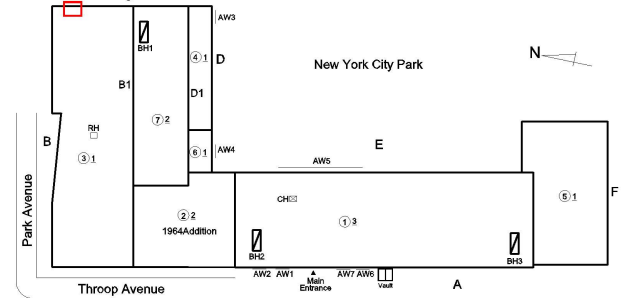 AW3
BH1
4 1
D
New York City Park
N
B1
D1
7 2
RH
B
3 1
6 1
AW4
E
AW5
5 1
F
Park Avenue
CH
2 2
1964Addition
1 3
BH2
BH3
AW2 AW1
Main
Entrance
AW7 AW6
Vault
A
Throop Avenue